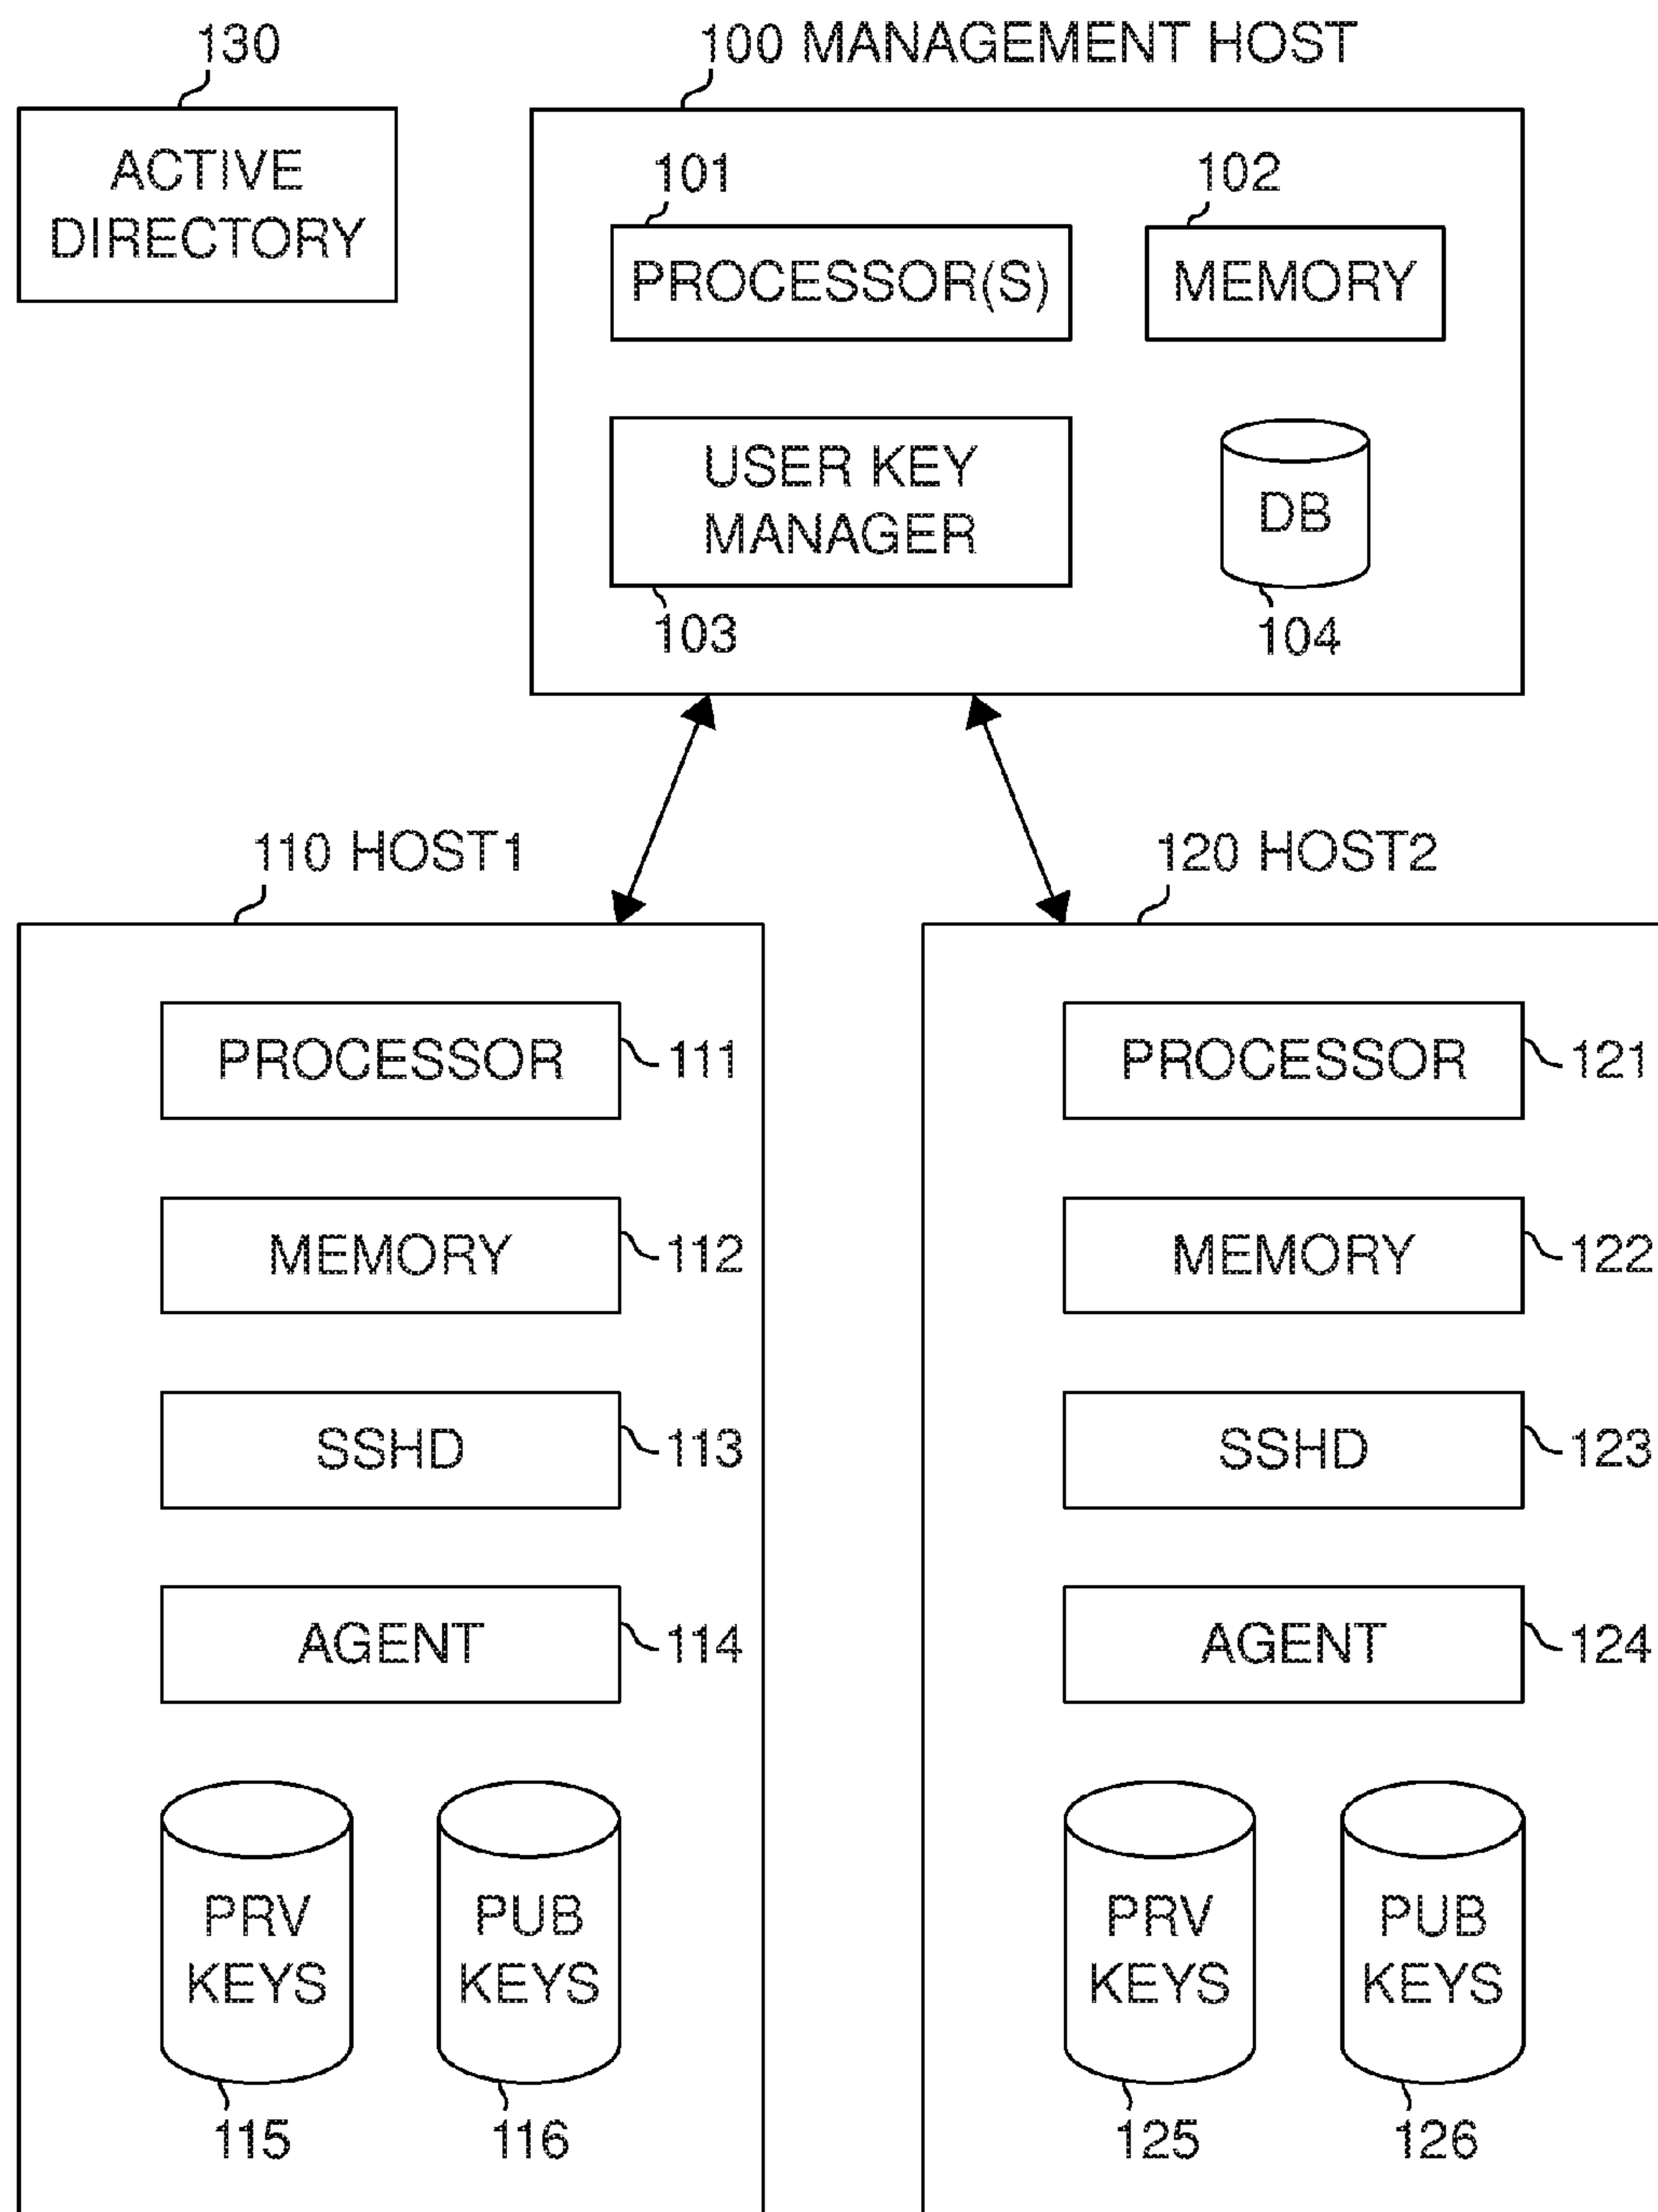 130
ACTIVE
DIRECTORY
100 MANAGEMENT HOST
101
PROCESSOR(S)
102
MEMORY
USER KEY
MANAGER
103
DB
104
110 HOST1
PROCESSOR
111
MEMORY
112
SSHD
113
AGENT
114
PRV
KEYS
115
PUB
KEYS
116
120 HOST2
PROCESSOR
121
MEMORY
122
SSHD
123
AGENT
124
PRV
KEYS
125
PUB
KEYS
126